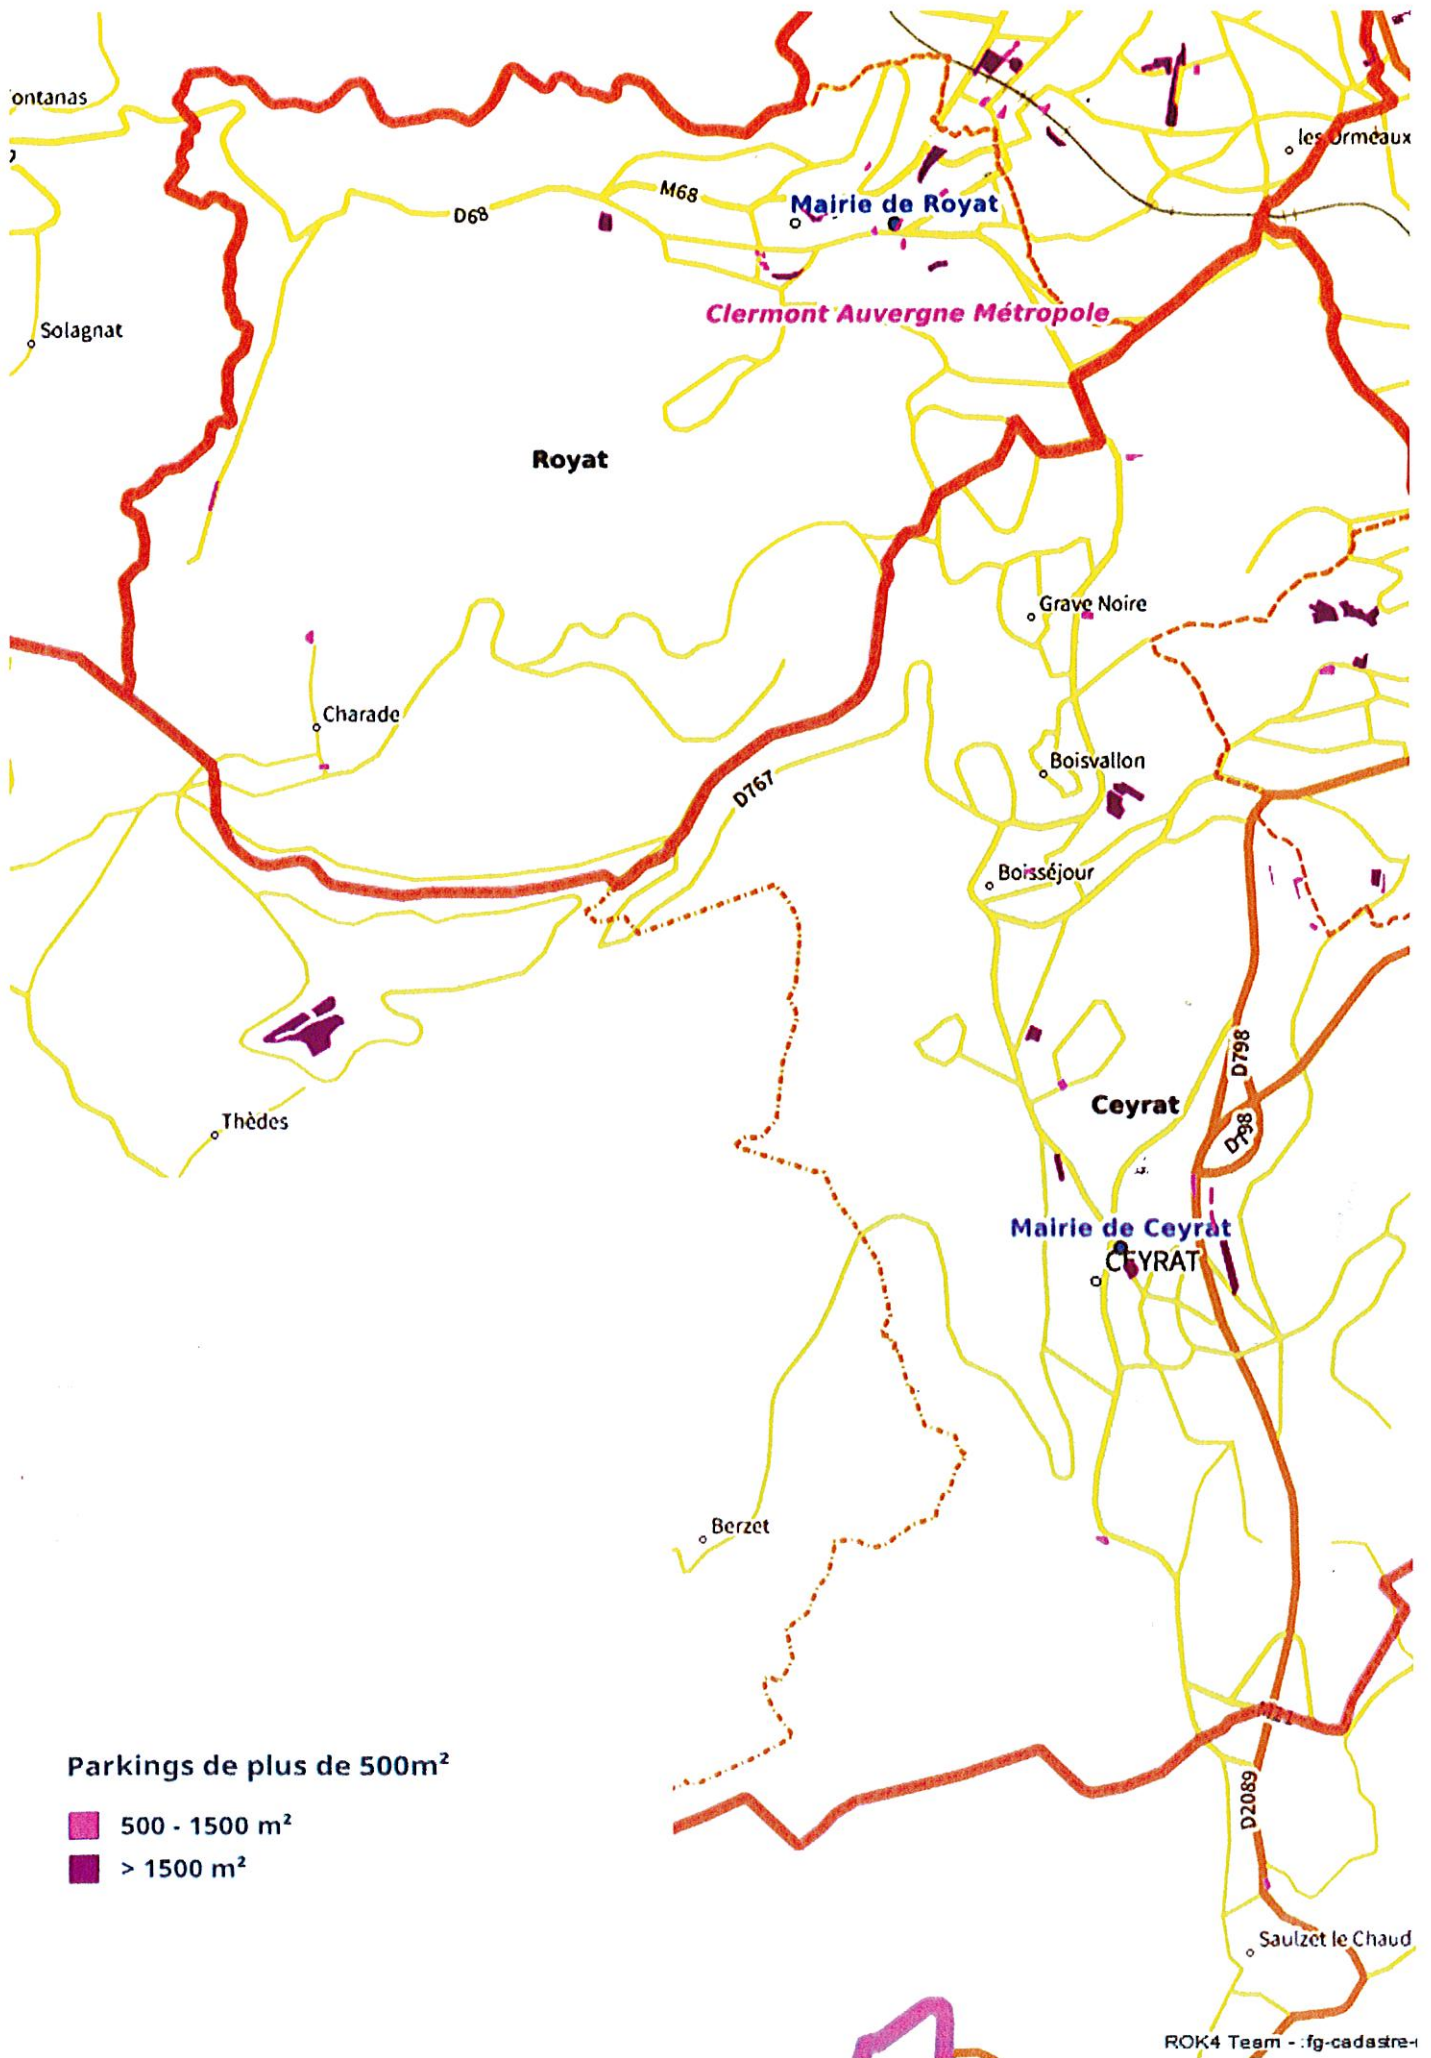 ontanas
les Ormeaux
M68
D68
Mairie de Royat
Clermont Auvergne Métropole
Solagnat
Royat
Grave Noire
Charade
Boisvallon
D767
Boisséjour
D798
Ceyrat
Thèdes
D798
Mairie de Ceyrat
CEYRAT
Berzet
Parkings de plus de 500m²
500 - 1500 m²
> 1500 m²
D2089
Saulzet le Chaud
ROK4 Team - :fg-cadastre-